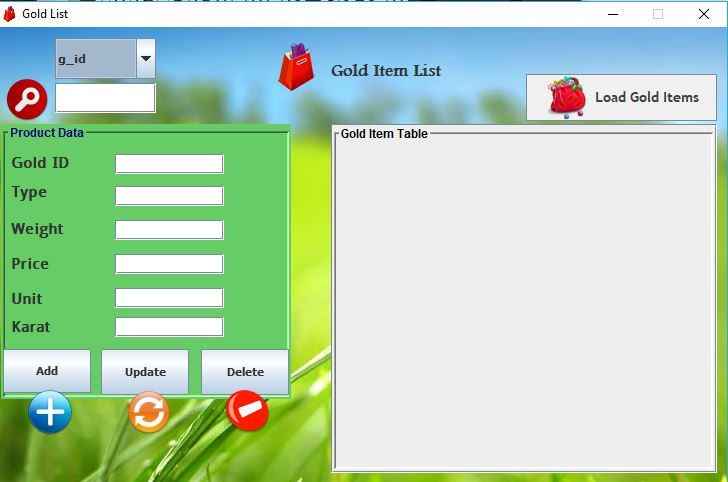 Gold List
g_id
Gold Item List
Load Gold Items
Product Data
Gold ID
Type
Weight
Price
Unit
Karat
Add
Update
Delete
Gold Item Table